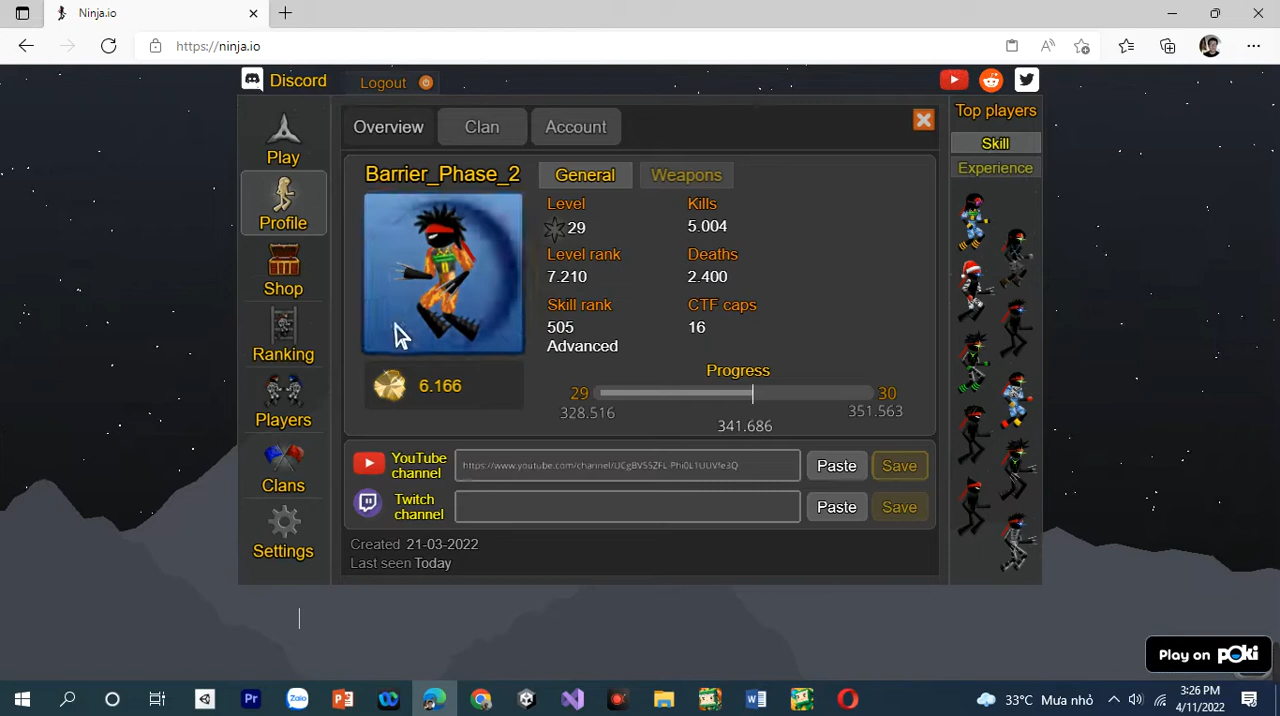 Ninja.io
https://ninja.io
Discord
Logout
Top players
Skill
Experience
Play
Profile
Shop
Ranking
Players
Clans
Settings
Overview
Clan
Account
Barrier_Phase_2
General
Weapons
Level
29
Kills
5.004
Level rank
7.210
Deaths
2.400
Skill rank
505
Advanced
CTF caps
16
6.166
Progress
29
30
328.516
351.563
341.686
YouTube
channel
Paste
Save
Twitch
channel
Paste
Save
Created 21-03-2022
Last seen Today
Play on poki
Pr
Zalo
33°C Mưa nhỏ
3:26 PM
4/11/2022